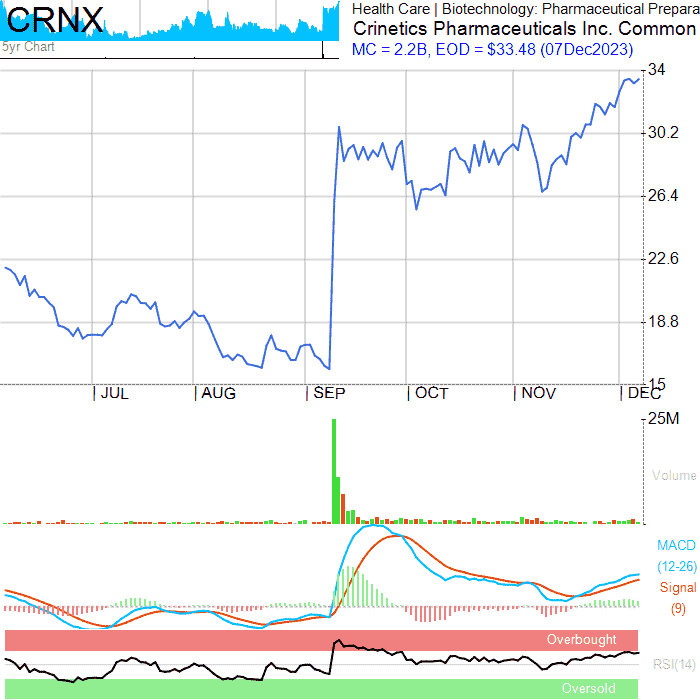 CRNX
Health Care | Biotechnology: Pharmaceutical Prepara
Crinetics Pharmaceuticals Inc. Common
5yr Chart
MC = 2.2B, EOD = $33.48 (07Dec2023)
34
30.2
26.4
22.6
18.8
15
JUL AUG SEP OCT NOV DEC
25M
Volume
MACD
(12-26)
Signal
(9)
Overbought
RSI(14)
Oversold